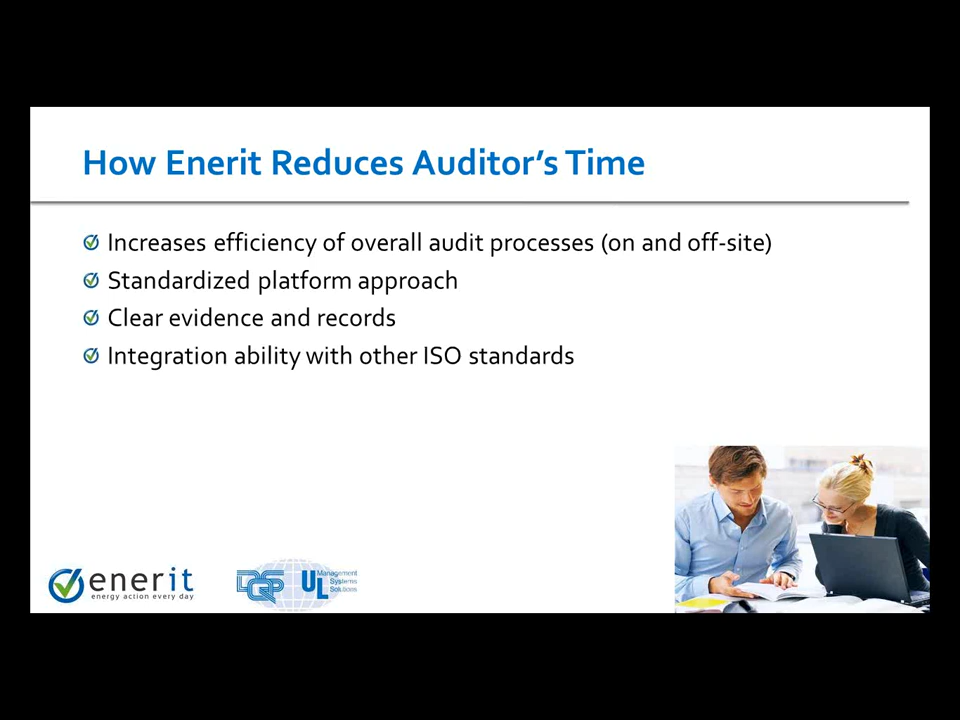 How Enerit Reduces Auditor's Time
Increases efficiency of overall audit processes (on and off-site)
Standardized platform approach
Clear evidence and records
Integration ability with other ISO standards
enerit
energy action every day
DQS
UL
Management
Systems
Solutions